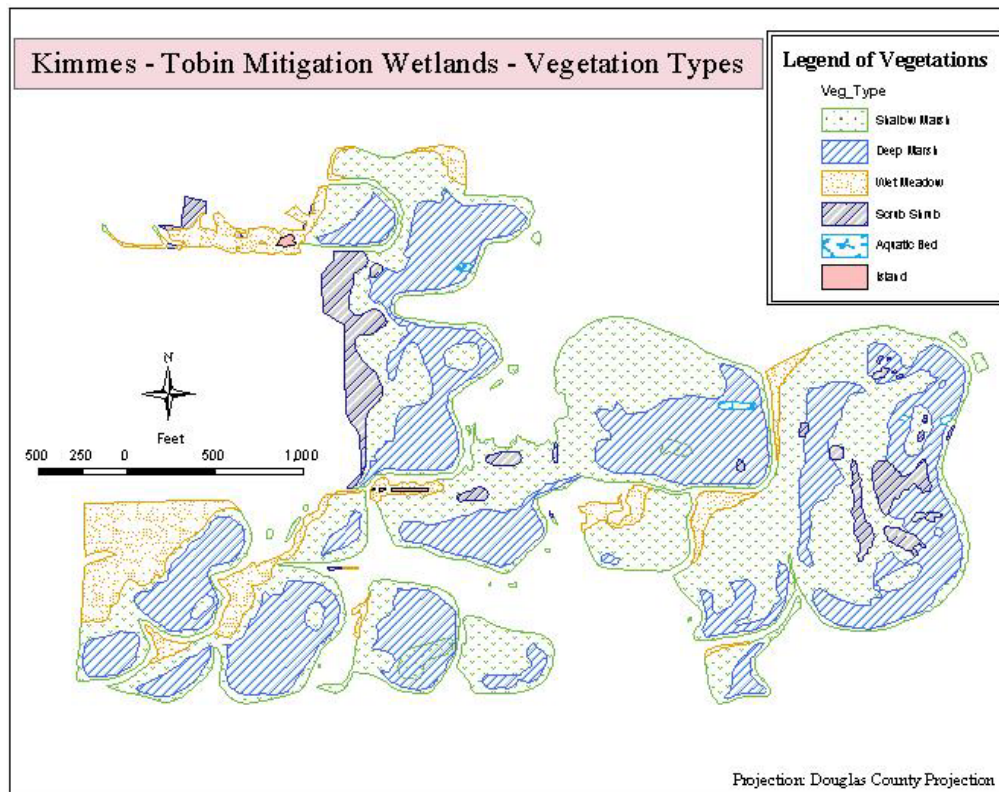 Kimmes - Tobin Mitigation Wetlands - Vegetation Types
Legend of Vegetations
Veg_Type
Shallow Marsh
Deep Marsh
Wet Meadow
Scrub Shrub
Aquatic Bed
Island
N
Feet
500 250 0 500 1,000
Projection: Douglas County Projection